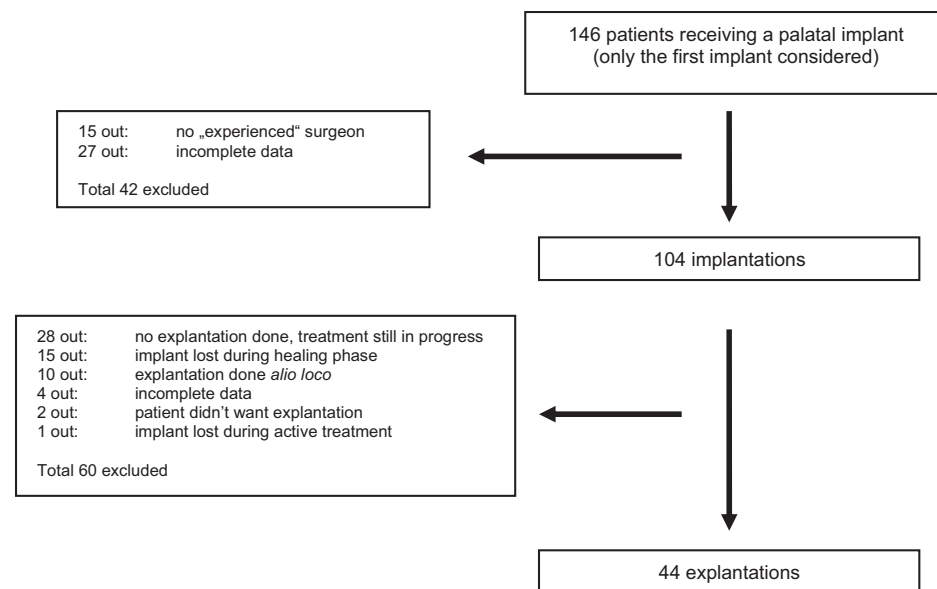 146 patients receiving a palatal implant
(only the first implant considered)
15 out: no „experienced“ surgeon
27 out: incomplete data
Total 42 excluded
104 implantations
28 out: no explantation done, treatment still in progress
15 out: implant lost during healing phase
10 out: explantation done alio loco
4 out: incomplete data
2 out: patient didn’t want explantation
1 out: implant lost during active treatment
Total 60 excluded
44 explantations